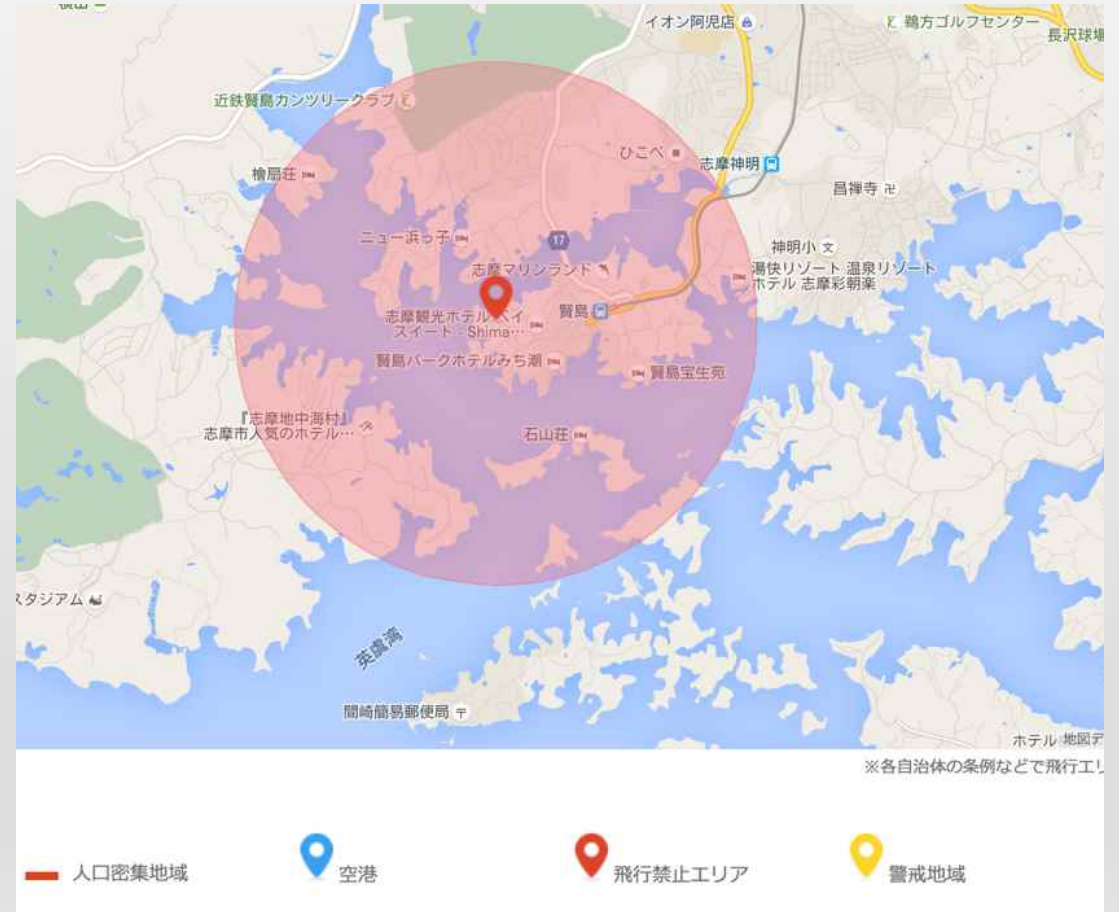 イオン阿児店
鵜方ゴルフセンター
長沢球場
近鉄賢島カンツリークラブ
ひこべ
志摩神明
檜扇荘
昌禅寺
ニュー浜っ子
17
神明小
志摩マリンランド
湯快リゾート 温泉リゾート
ホテル 志摩彩朝楽
志摩観光ホテル ベイ
スイート - Shima…
賢島
賢島パークホテルみち潮
賢島宝生苑
『志摩地中海村』
志摩市人気のホテル…
石山荘
スタジアム
英虞湾
間崎簡易郵便局
ホテル
地図デ
※各自治体の条例などで飛行エリ
人口密集地域
空港
飛行禁止エリア
警戒地域